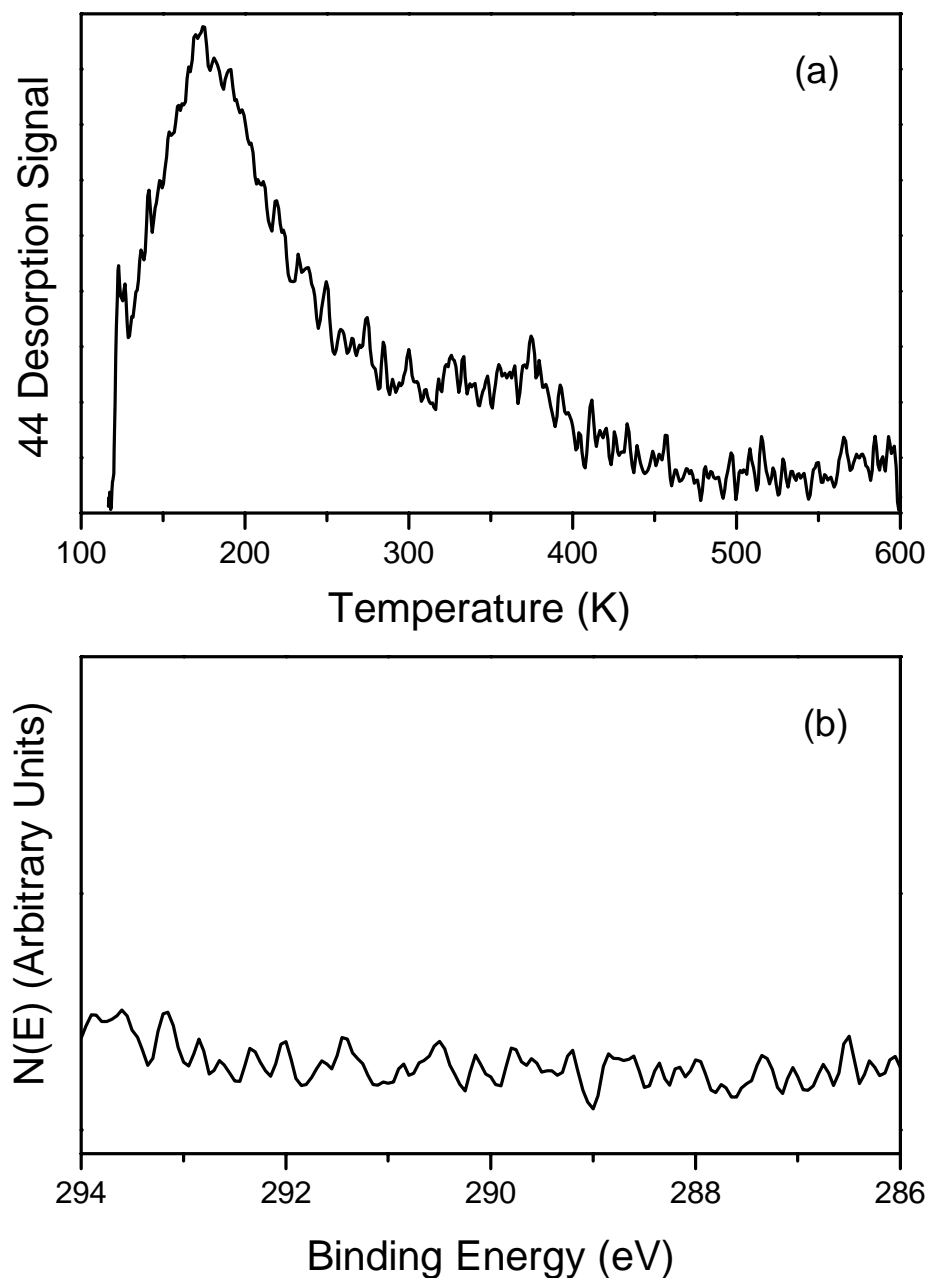 (a)
44 Desorption Signal
100 200 300 400 500 600
Temperature (K)
(b)
N(E) (Arbitrary Units)
294 292 290 288 286
Binding Energy (eV)